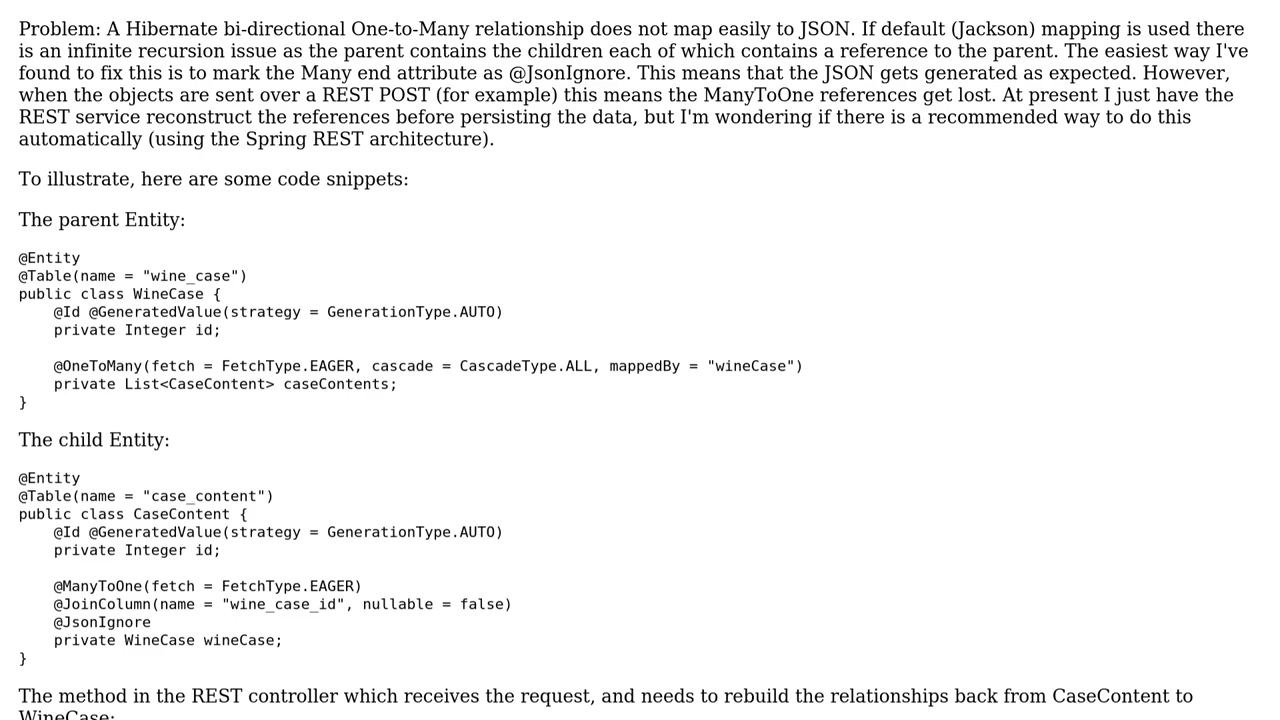 Problem: A Hibernate bi-directional One-to-Many relationship does not map easily to JSON. If default (Jackson) mapping is used there
is an infinite recursion issue as the parent contains the children each of which contains a reference to the parent. The easiest way I've
found to fix this is to mark the Many end attribute as @JsonIgnore. This means that the JSON gets generated as expected. However,
when the objects are sent over a REST POST (for example) this means the ManyToOne references get lost. At present I just have the
REST service reconstruct the references before persisting the data, but I'm wondering if there is a recommended way to do this
automatically (using the Spring REST architecture).
To illustrate, here are some code snippets:
The parent Entity:
@Entity
@Table(name = "wine_case")
public class WineCase {
    @Id @GeneratedValue(strategy = GenerationType.AUTO)
    private Integer id;
    @OneToMany(fetch = FetchType.EAGER, cascade = CascadeType.ALL, mappedBy = "wineCase")
    private List<CaseContent> caseContents;
}
The child Entity:
@Entity
@Table(name = "case_content")
public class CaseContent {
    @Id @GeneratedValue(strategy = GenerationType.AUTO)
    private Integer id;
    @ManyToOne(fetch = FetchType.EAGER)
    @JoinColumn(name = "wine_case_id", nullable = false)
    @JsonIgnore
    private WineCase wineCase;
}
The method in the REST controller which receives the request, and needs to rebuild the relationships back from CaseContent to
WineCase: